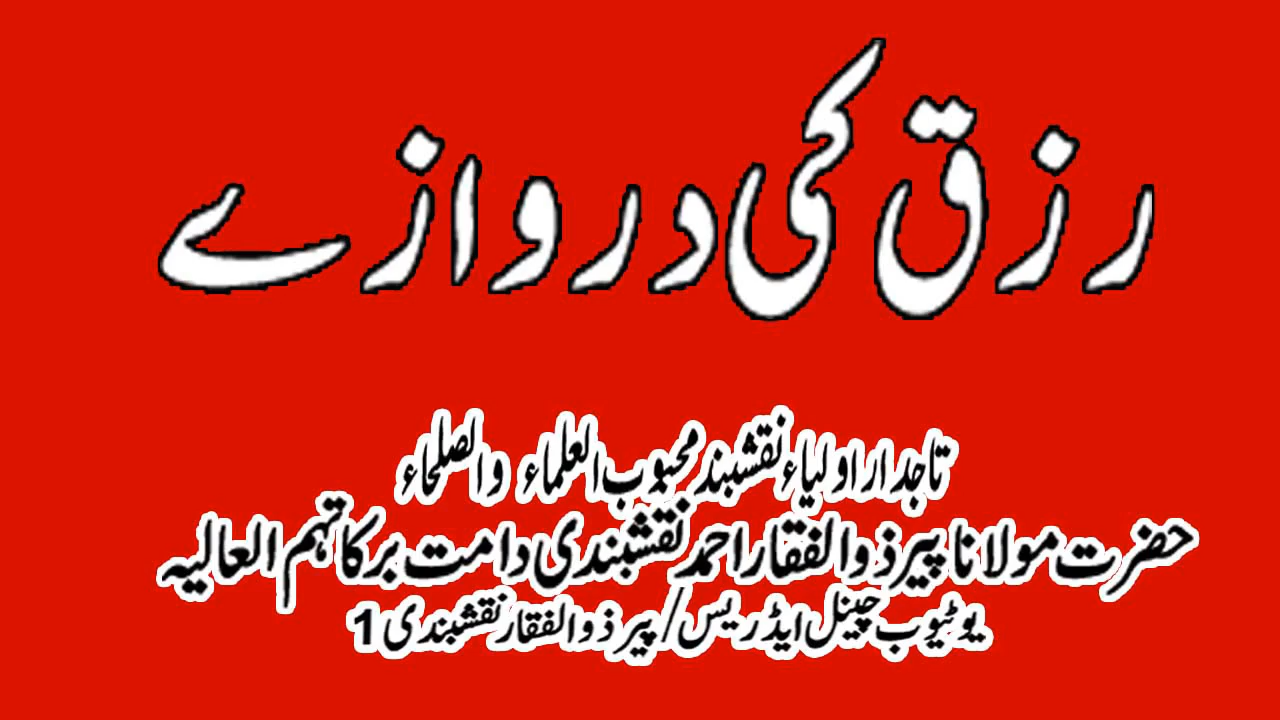 رزق کی دروازے
تاجدار اولیاء نقشبند محبوب العلماء والصلحاء
حضرت مولانا پیر ذوالفقار احمد نقشبندی دامت برکاتہم العالیہ
یوٹیوب چینل ایڈریس / پیر ذوالفقار نقشبندی 1